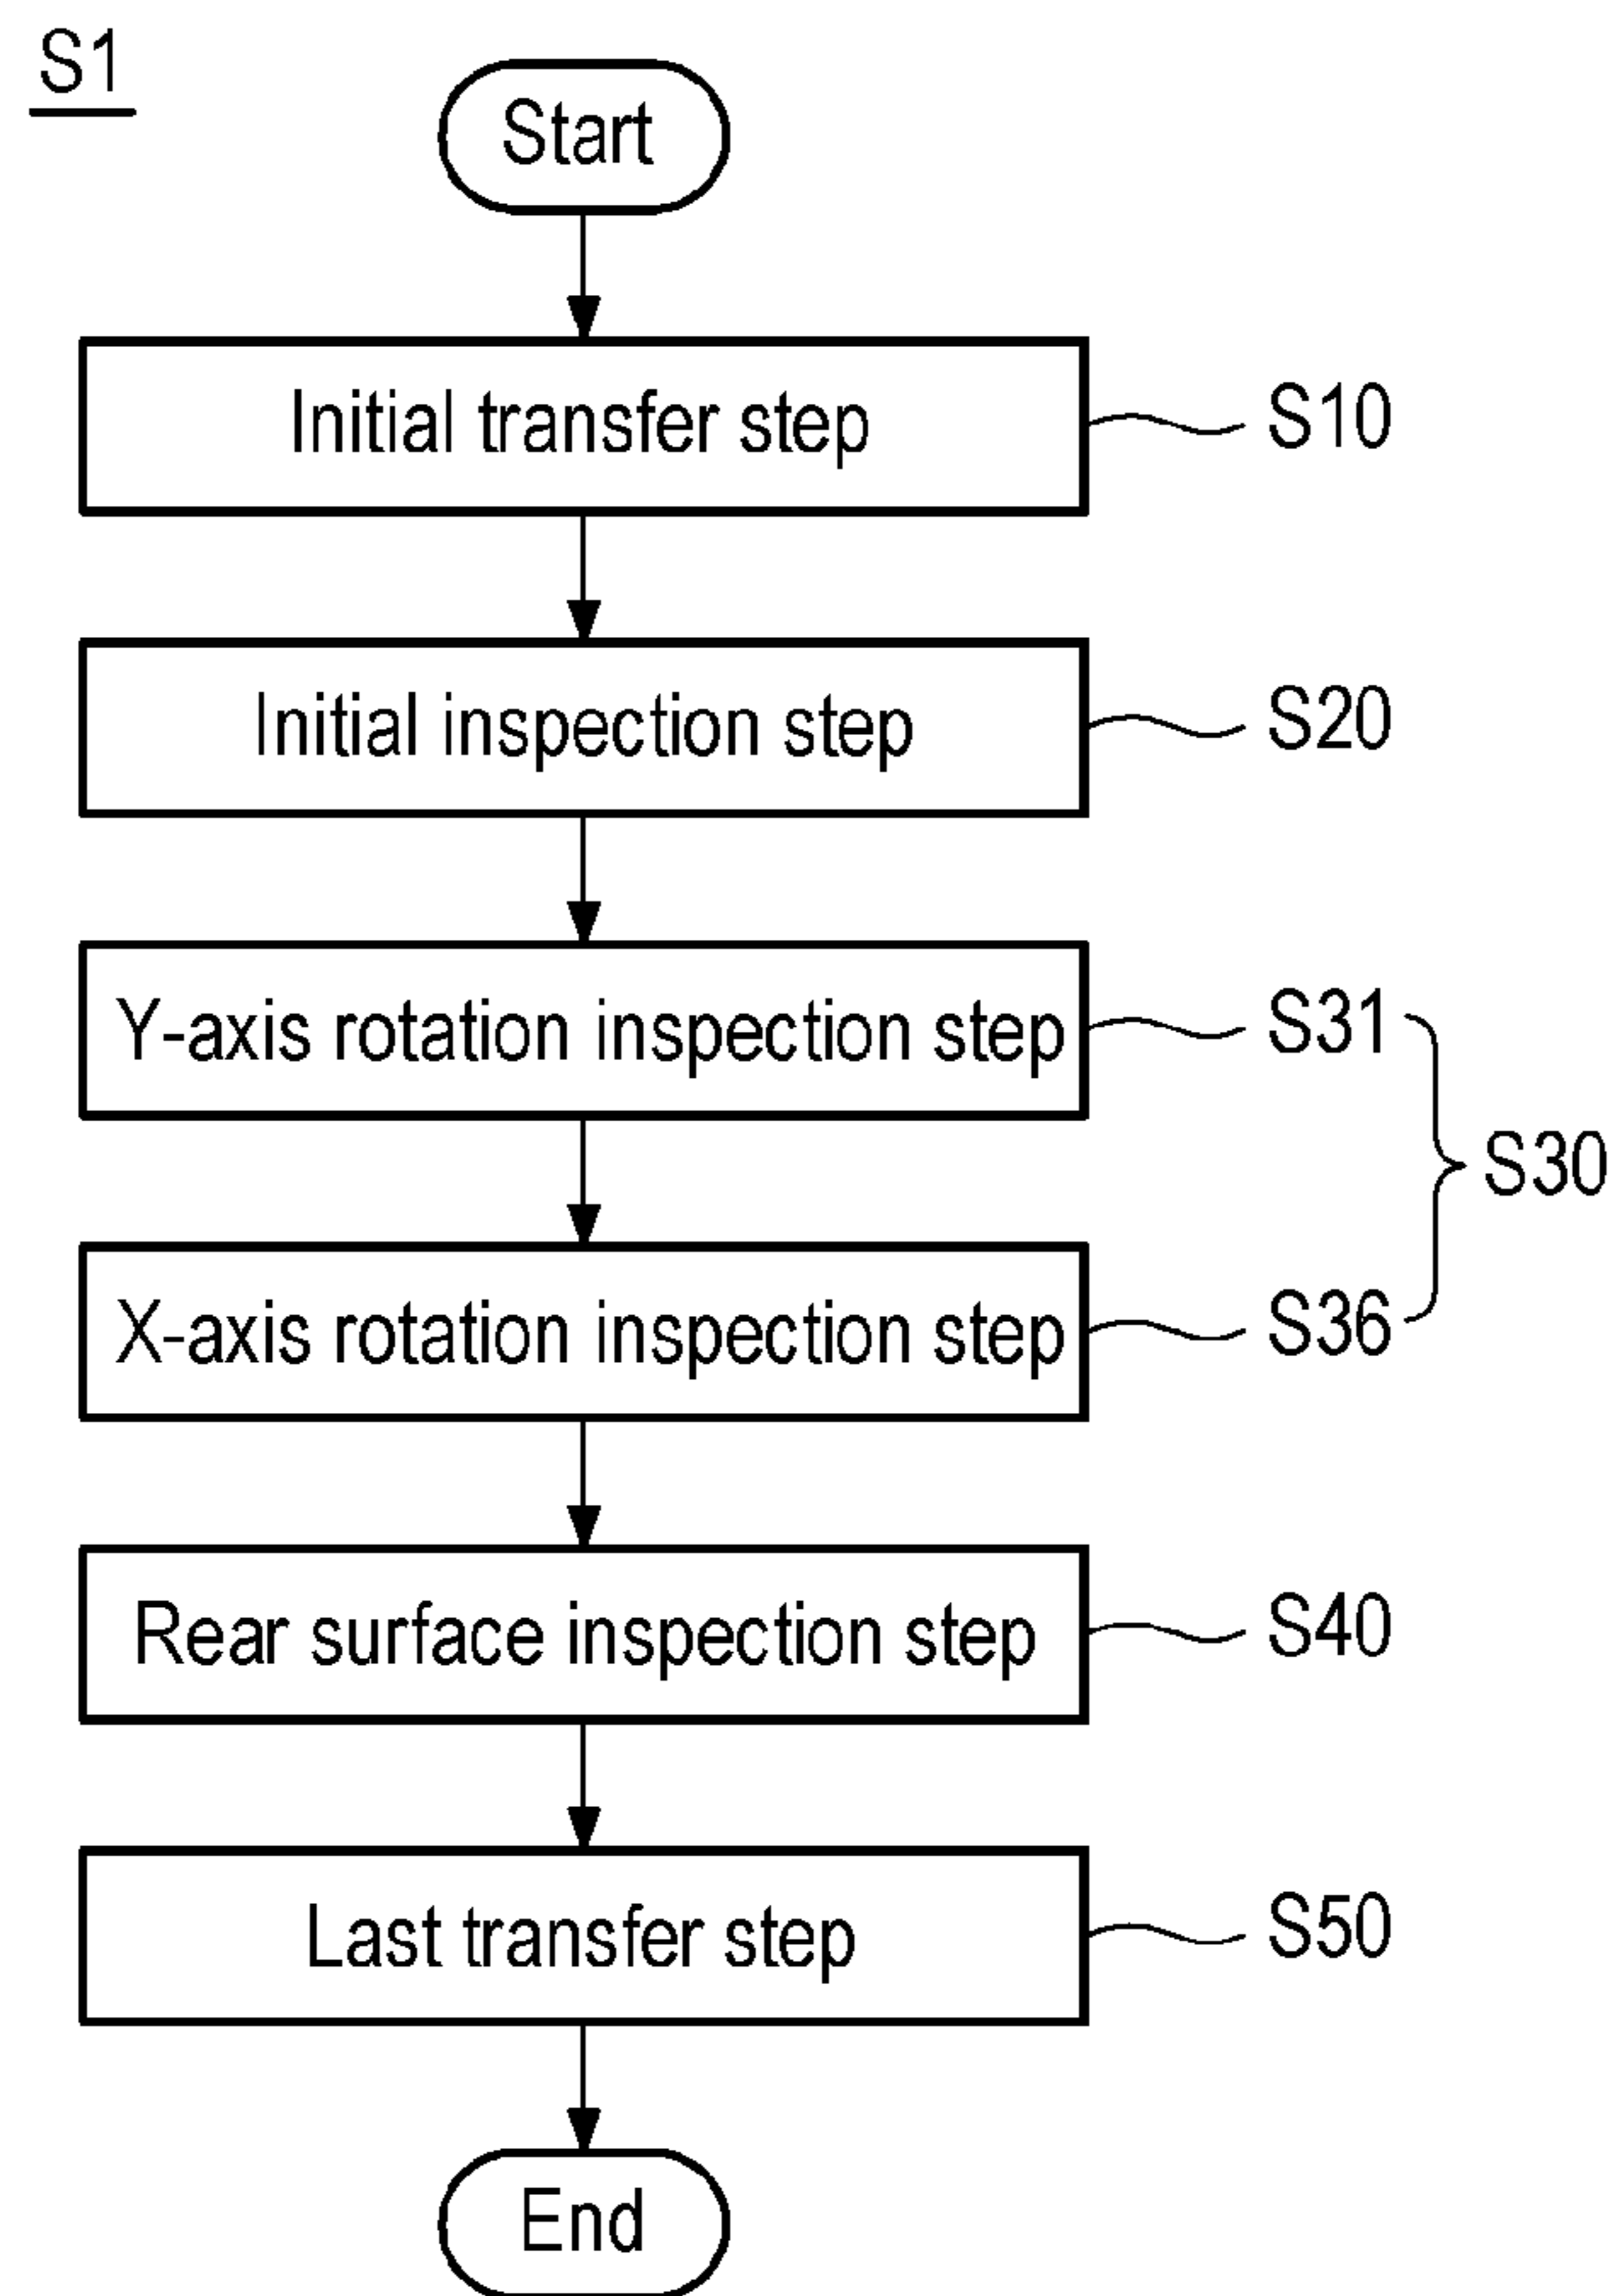 S1
Start
Initial transfer step
S10
Initial inspection step
S20
Y-axis rotation inspection step
S31
S30
X-axis rotation inspection step
S36
Rear surface inspection step
S40
Last transfer step
S50
End